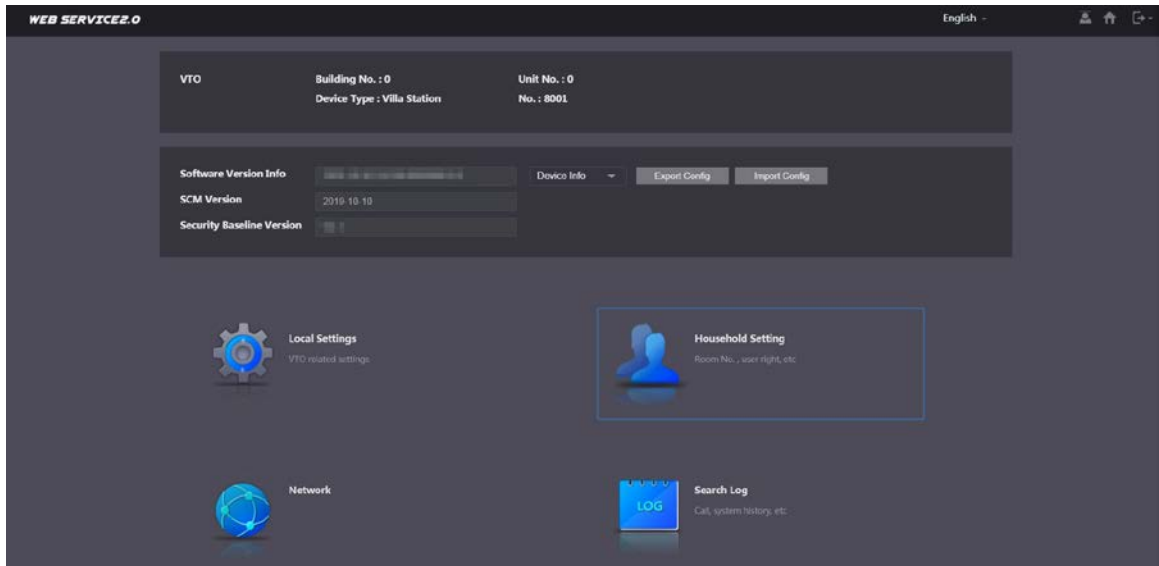 WEB SERVICE2.0 English
VTO Building No. : 0 Unit No. : 0
Device Type : Villa Station No. : 8001
Software Version Info Device Info Export Config Import Config
SCM Version 2019-10-10
Security Baseline Version
Local Settings
VTO related settings
Household Setting
Room No. , user right, etc
Network
Search Log
LOG
Call, system history, etc